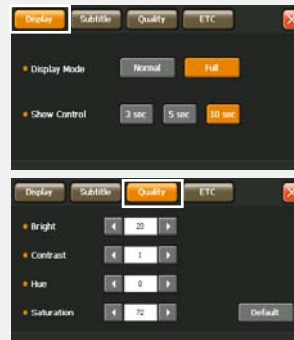 Display Subtitle Quality ETC
Display Mode Normal Full
Show Control 3 sec 5 sec 10 sec
Display Subtitle Quality ETC
Bright 20
Contrast 1
Hue 0
Saturation 72 Default